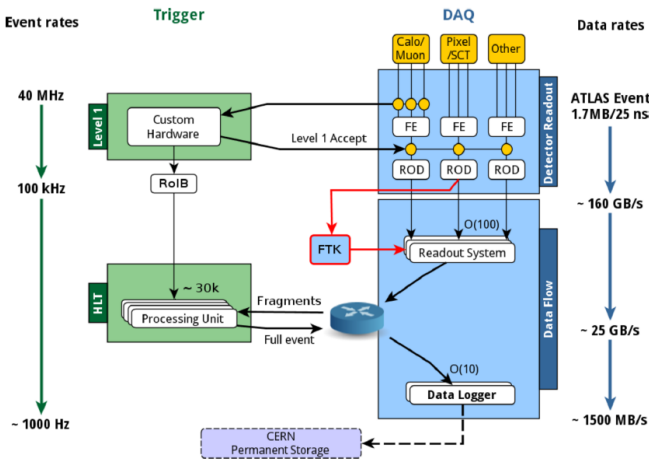 Event rates
Trigger
DAQ
Data rates
Calo/
Muon
Pixel
/SCT
Other
40 MHz
Level 1
Custom
Hardware
Level 1 Accept
FE
FE
FE
ROD
ROD
ROD
Detector Readout
ATLAS Event
1.7MB/25 ns
100 kHz
RoIB
~ 160 GB/s
O(100)
FTK
Readout System
HLT
~ 30k
Processing Unit
Fragments
Full event
Data Flow
~ 25 GB/s
O(10)
Data Logger
~ 1000 Hz
~ 1500 MB/s
CERN
Permanent Storage